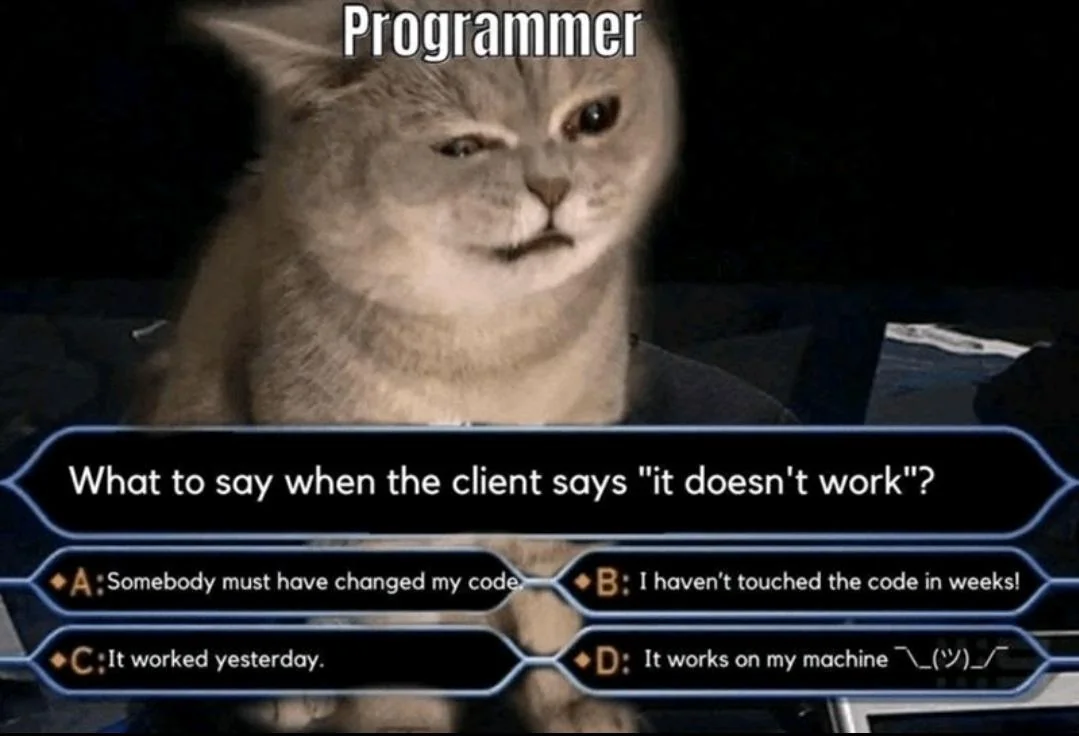 Programmer
What to say when the client says "it doesn't work"?
A: Somebody must have changed my code.
B: I haven't touched the code in weeks!
C: It worked yesterday.
D: It works on my machine ¯\_(ツ)_/¯